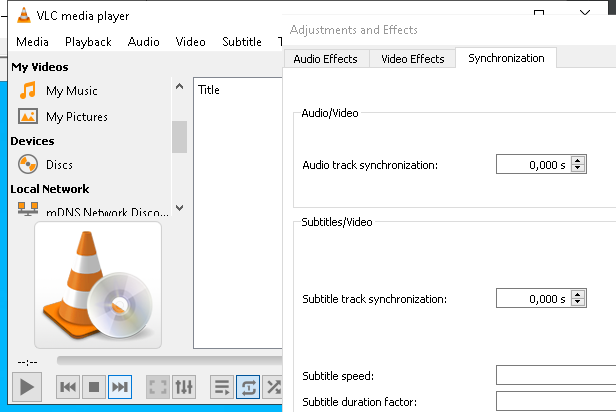 VLC media player
Media Playback Audio Video Subtitle
My Videos
My Music
My Pictures
Devices
Discs
Local Network
mDNS Network Disco...
Title
--:--
Adjustments and Effects
Audio Effects Video Effects Synchronization
Audio/Video
Audio track synchronization: 0,000 s
Subtitles/Video
Subtitle track synchronization: 0,000 s
Subtitle speed:
Subtitle duration factor: